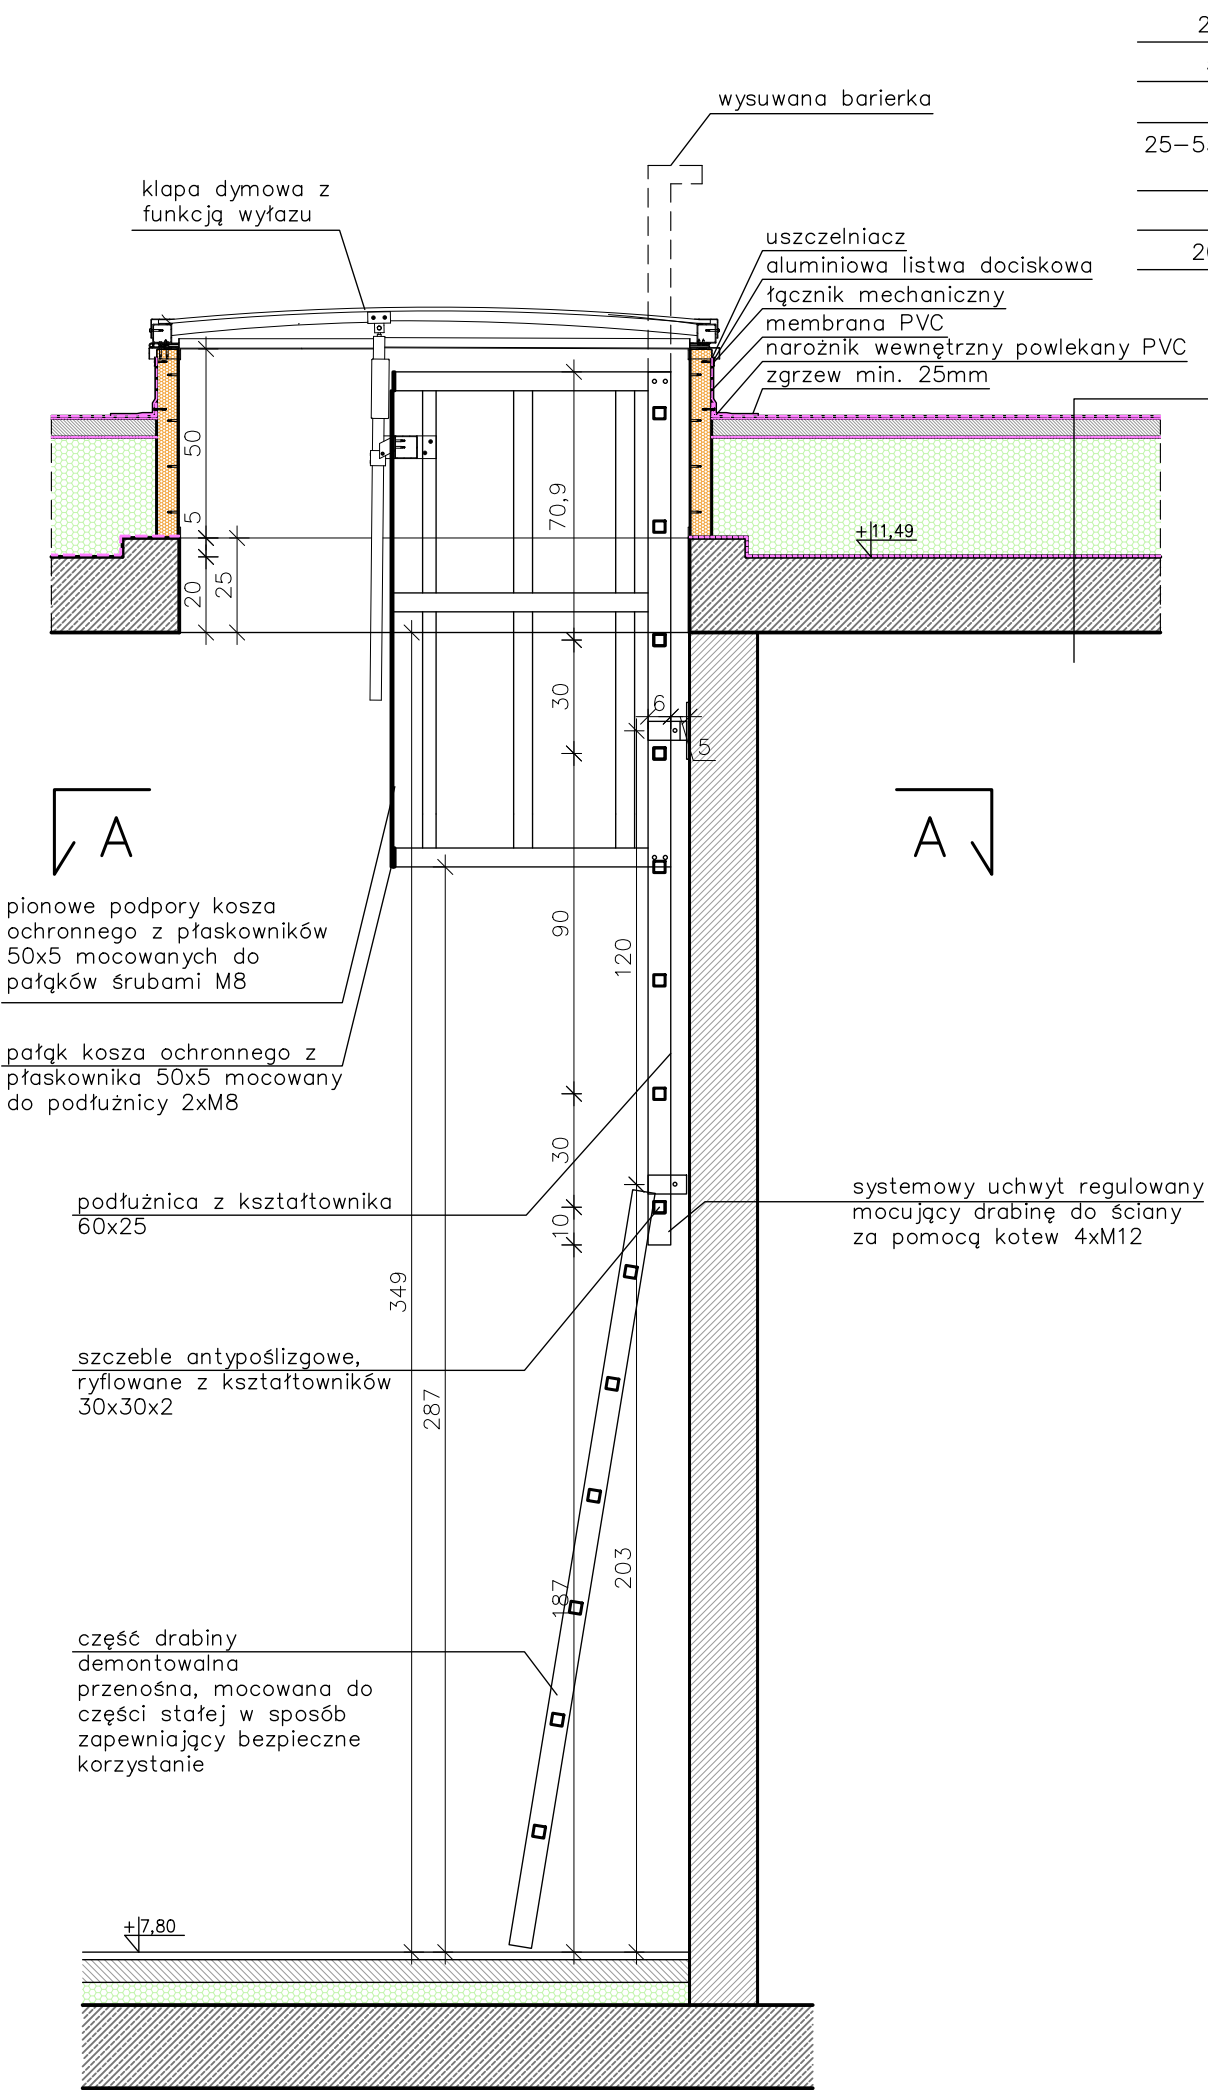 2
wysuwana barierka
25-5
klapa dymowa z
funkcją wyłazu
uszczelniacz
2
aluminiowa listwa dociskowa
łącznik mechaniczny
membrana PVC
narożnik wewnętrzny powlekany PVC
zgrzew min. 25mm
50
70,9
5
+11,49
20
25
30
6
5
A
A
pionowe podpory kosza
ochronnego z płaskowników
50x5 mocowanych do
pałąków śrubami M8
90
120
pałąk kosza ochronnego z
płaskownika 50x5 mocowany
do podłużnicy 2xM8
30
podłużnica z kształtownika
60x25
systemowy uchwyt regulowany
mocujący drabinę do ściany
za pomocą kotew 4xM12
10
349
szczeble antypoślizgowe,
ryflowane z kształtowników
30x30x2
287
203
187
część drabiny
demontowalna
przenośna, mocowana do
części stałej w sposób
zapewniający bezpieczne
korzystanie
+7,80